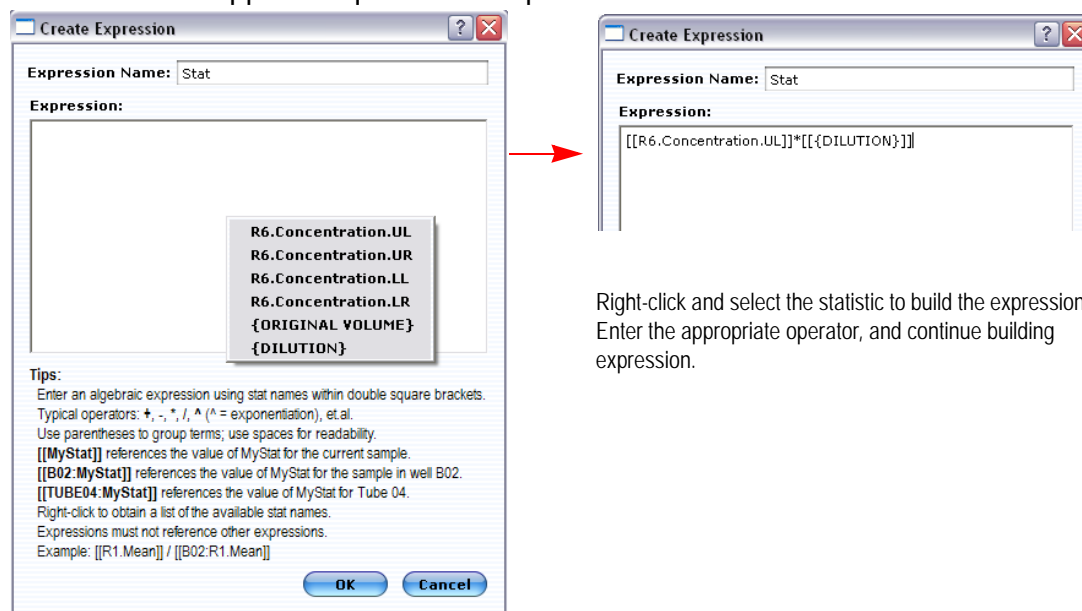 Create Expression
Expression Name: Stat
Expression:
R6.Concentration.UL
R6.Concentration.UR
R6.Concentration.LL
R6.Concentration.LR
{ORIGINAL VOLUME}
{DILUTION}
Tips:
Enter an algebraic expression using stat names within double square brackets.
Typical operators: +, -, *, /, ^ (^ = exponentiation), et.al.
Use parentheses to group terms; use spaces for readability.
[[MyStat]] references the value of MyStat for the current sample.
[[B02:MyStat]] references the value of MyStat for the sample in well B02.
[[TUBE04:MyStat]] references the value of MyStat for Tube 04.
Right-click to obtain a list of the available stat names.
Expressions must not reference other expressions.
Example: [[R1.Mean]] / [[B02:R1.Mean]]
OK Cancel
Create Expression
Expression Name: Stat
Expression:
[[R6.Concentration.UL]]*[[{DILUTION}]]
Right-click and select the statistic to build the expression
Enter the appropriate operator, and continue building
expression.